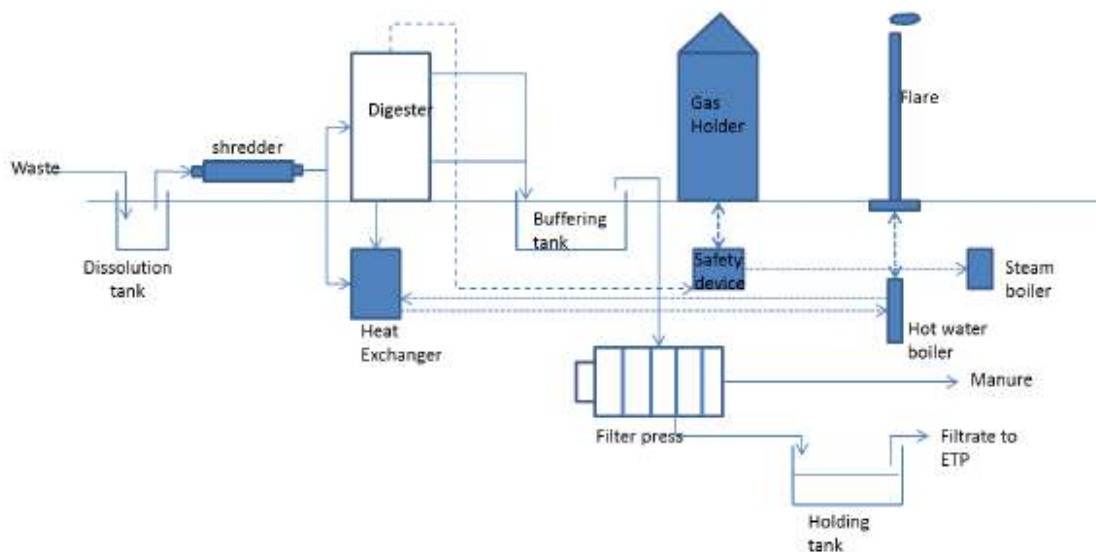 Digester
Gas
Holder
Flare
shredder
Waste
Buffering
tank
Dissolution
tank
Safety
device
Steam
boiler
Heat
Exchanger
Hot water
boiler
Manure
Filter press
Filtrate to
ETP
Holding
tank